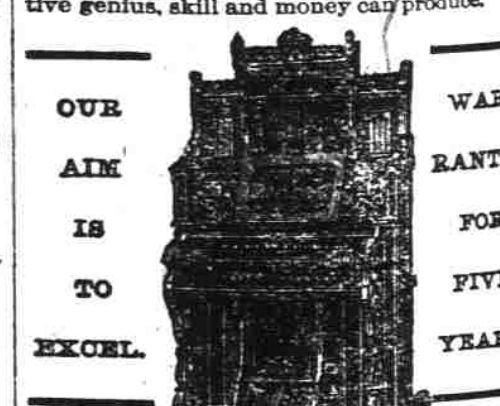 tive genius, skill and money can produce.
OUR
AIM
IS
TO
EXCEL.
WAR
RANT
FOR
FIVE
YEAR